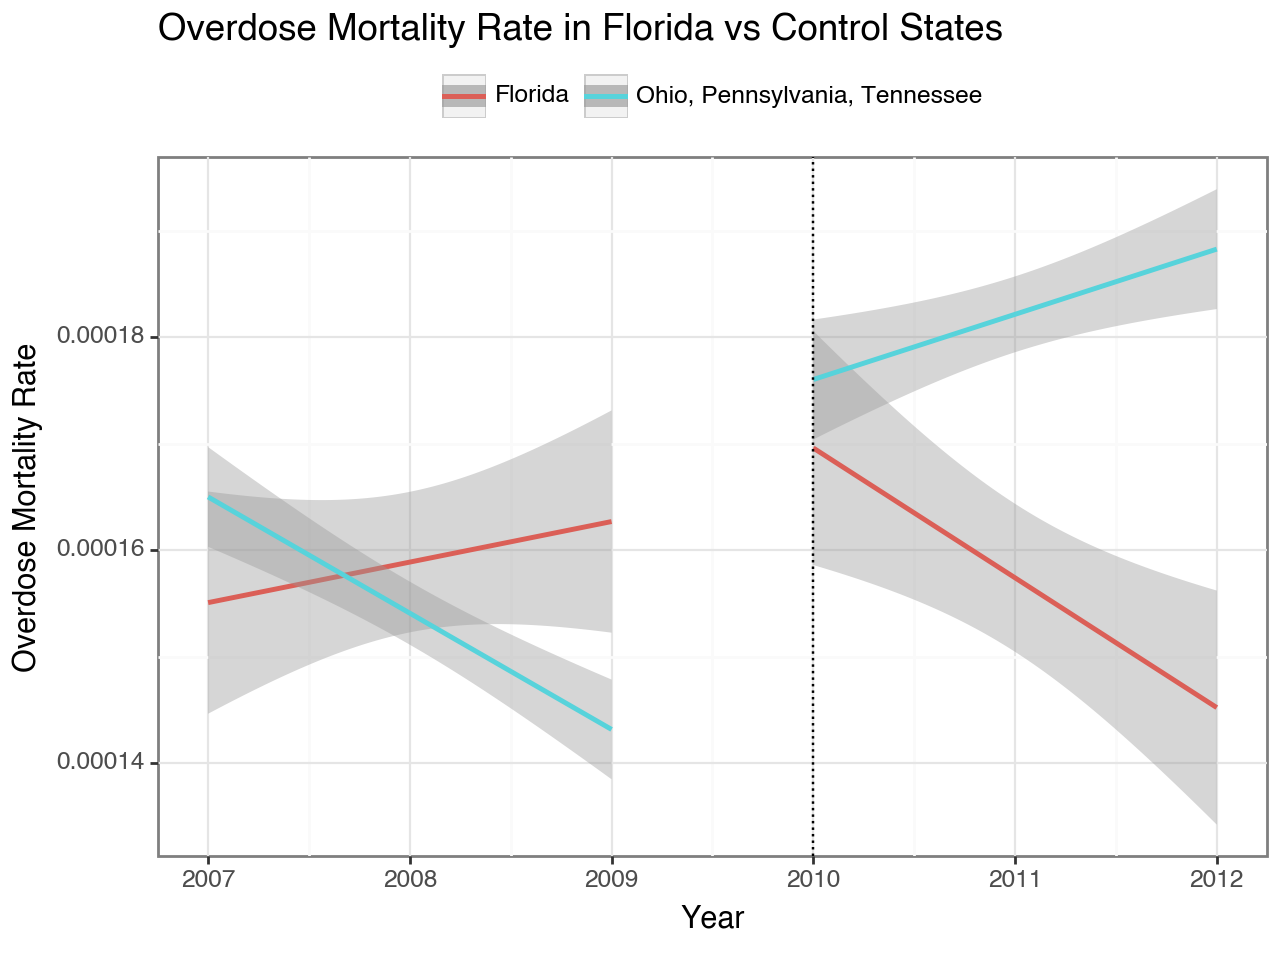 Overdose Mortality Rate in Florida vs Control States
Florida
Ohio, Pennsylvania, Tennessee
Overdose Mortality Rate
0.00018
0.00016
0.00014
2007
2008
2009
2010
2011
2012
Year